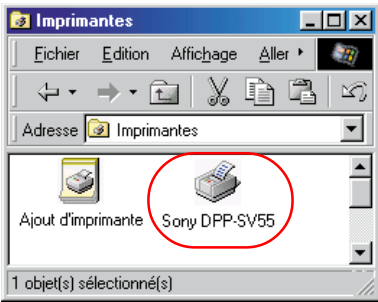 Imprimantes
Fichier Edition Affichage Aller
Adresse Imprimantes
Ajout d'imprimante Sony DPP-SV55
1 objet(s) sélectionné(s)